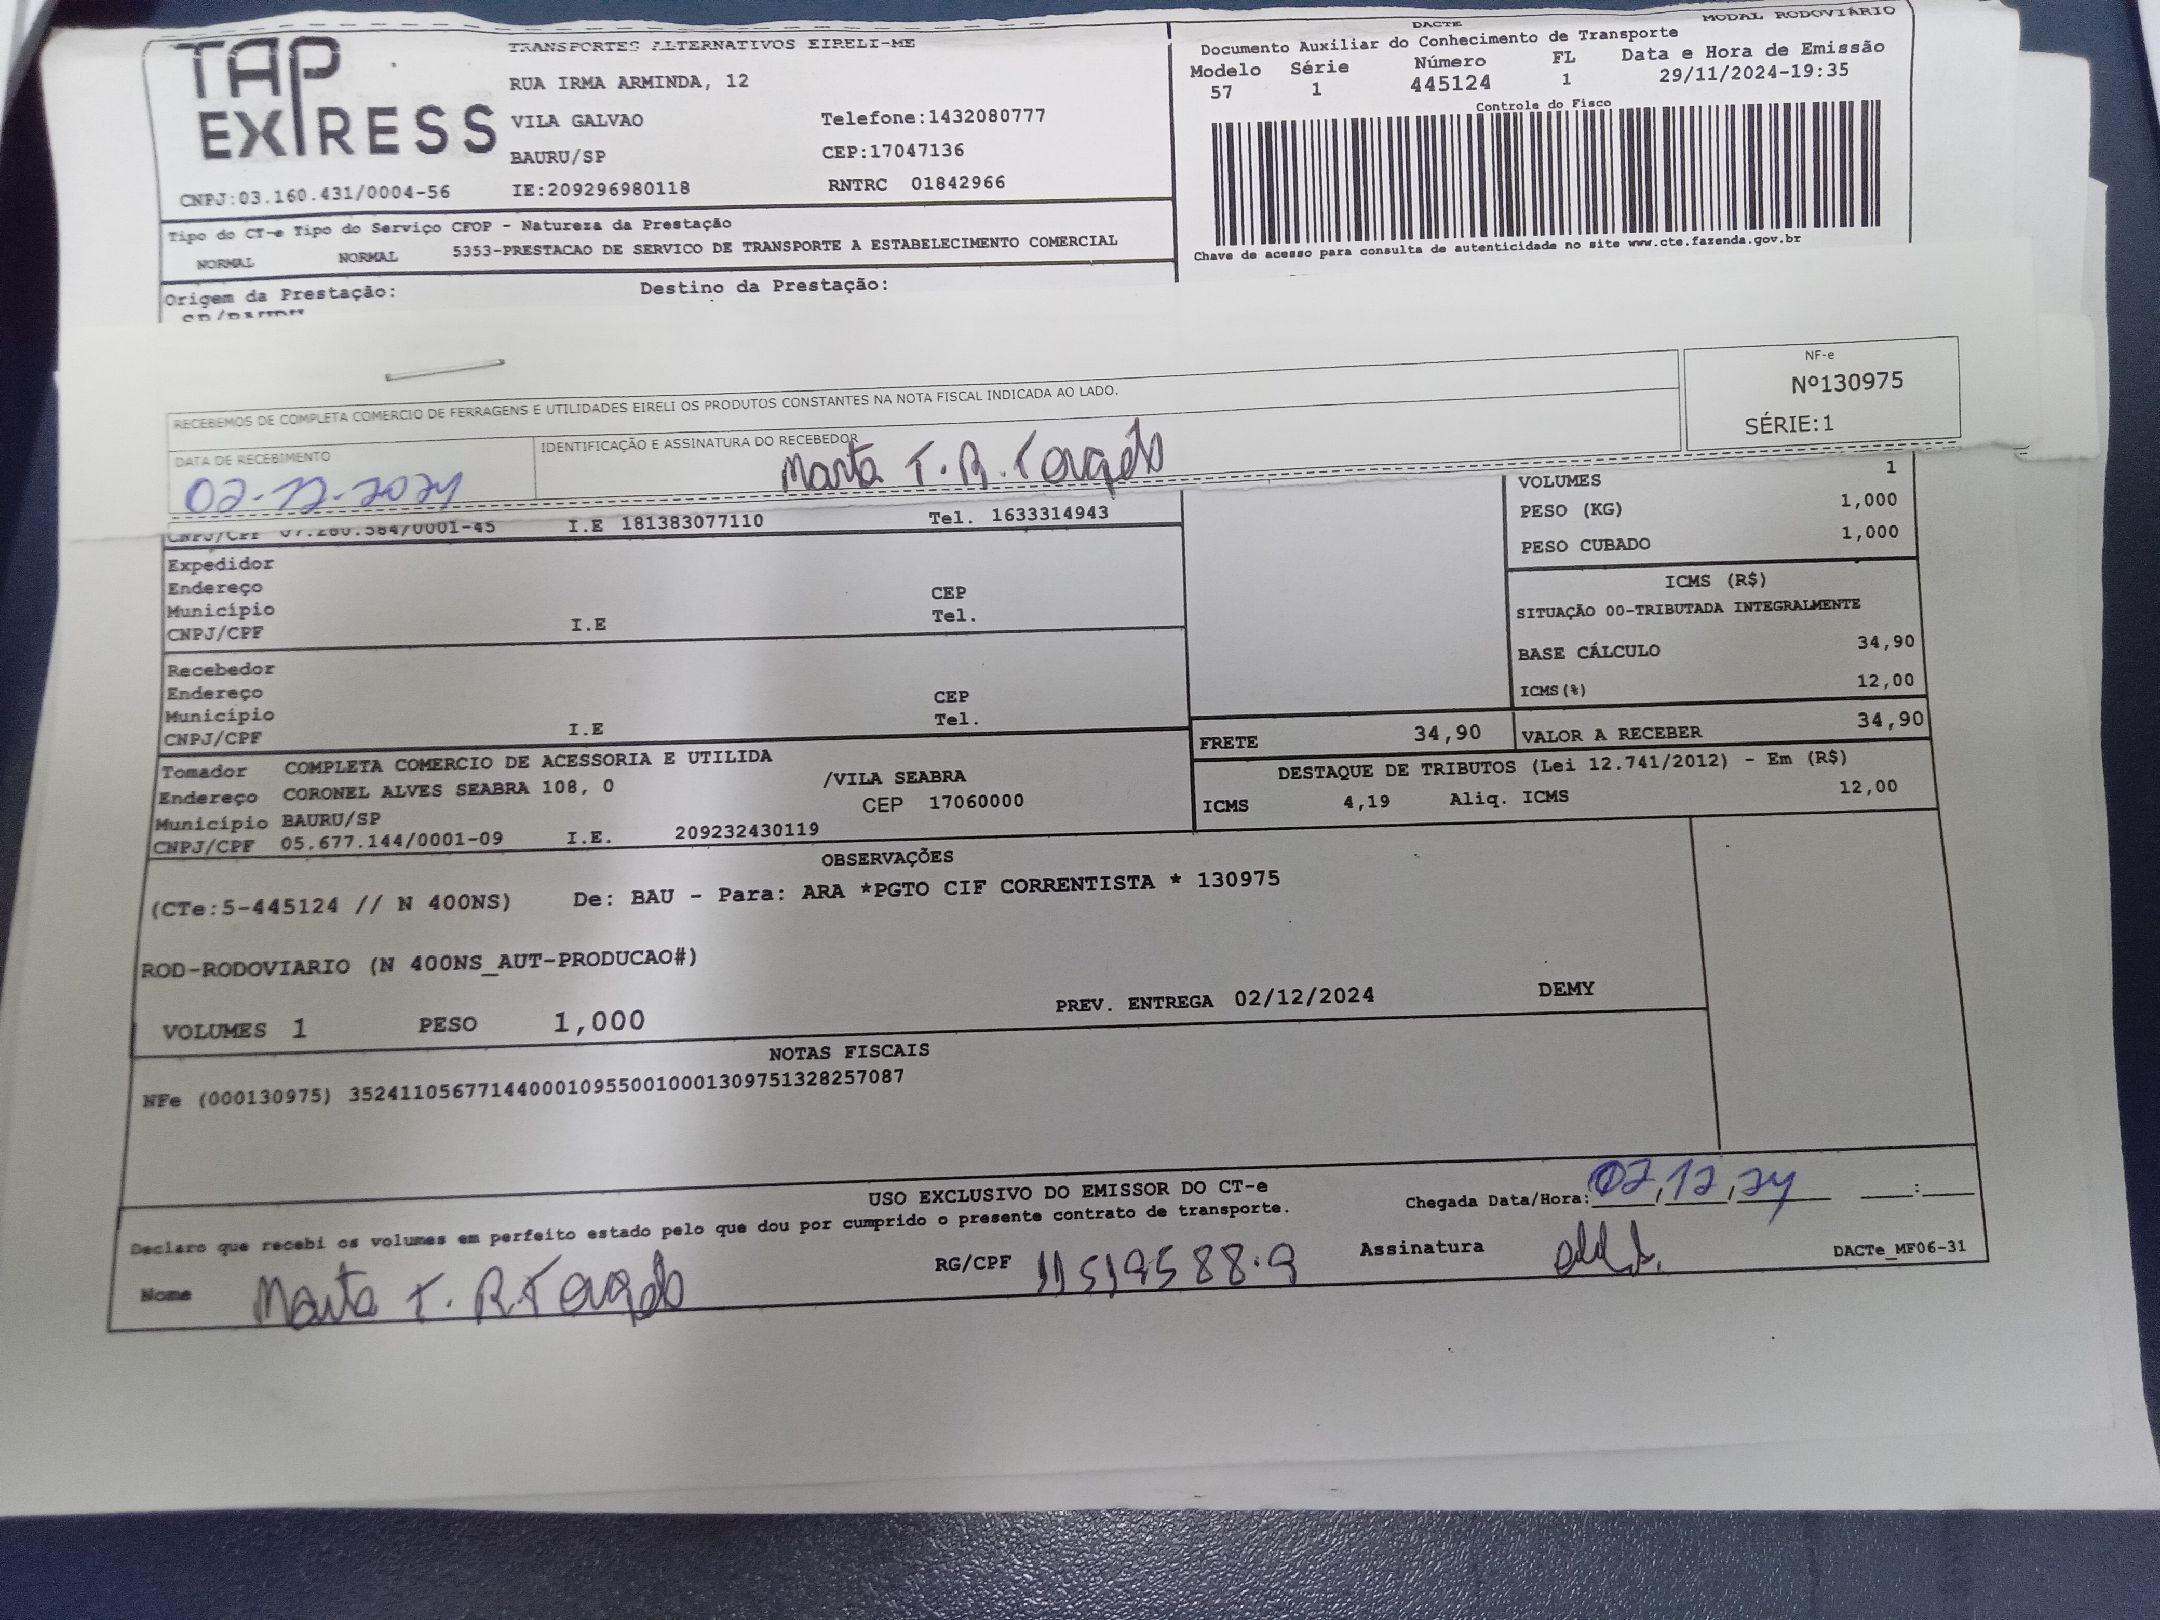 TAP EXPRESS
TRANSPORTES ALTERNATIVOS EIRELI-ME
RUA IRMA ARMINDA, 12
VILA GALVAO Telefone:1432080777
BAURU/SP CEP:17047136
CNPJ:03.160.431/0004-56 IE:209296980118 RNTRC 01842966
DACTE MODAL RODOVIÁRIO
Documento Auxiliar do Conhecimento de Transporte
Modelo Série Número FL Data e Hora de Emissão
57 1 445124 1 29/11/2024-19:35
Controle do Fisco
Chave de acesso para consulta de autenticidade no site www.cte.fazenda.gov.br
Tipo do CT-e Tipo do Serviço CFOP - Natureza da Prestação
NORMAL NORMAL 5353-PRESTACAO DE SERVICO DE TRANSPORTE A ESTABELECIMENTO COMERCIAL
Origem da Prestação: Destino da Prestação:
SP/BAURU
RECEBEMOS DE COMPLETA COMERCIO DE FERRAGENS E UTILIDADES EIRELI OS PRODUTOS CONSTANTES NA NOTA FISCAL INDICADA AO LADO.
NF-e
Nº130975
SÉRIE:1
DATA DE RECEBIMENTO IDENTIFICAÇÃO E ASSINATURA DO RECEBEDOR
02-12-2024 Marta T. R.
CNPJ/CPF 07.280.584/0001-45 I.E 181383077110 Tel. 1633314943
VOLUMES 1
PESO (KG) 1,000
PESO CUBADO 1,000
Expedidor
Endereço CEP
Município Tel.
CNPJ/CPF I.E
ICMS (R$)
SITUAÇÃO 00-TRIBUTADA INTEGRALMENTE
BASE CÁLCULO 34,90
ICMS(%) 12,00
Recebedor
Endereço CEP
Município Tel.
CNPJ/CPF I.E
FRETE 34,90 VALOR A RECEBER 34,90
Tomador COMPLETA COMERCIO DE ACESSORIA E UTILIDA
Endereço CORONEL ALVES SEABRA 108, 0 /VILA SEABRA
Município BAURU/SP CEP 17060000
CNPJ/CPF 05.677.144/0001-09 I.E. 209232430119
DESTAQUE DE TRIBUTOS (Lei 12.741/2012) - Em (R$)
ICMS 4,19 Aliq. ICMS 12,00
OBSERVAÇÕES
(CTe:5-445124 // N 400NS) De: BAU - Para: ARA *PGTO CIF CORRENTISTA * 130975
ROD-RODOVIARIO (N 400NS_AUT-PRODUCAO#)
VOLUMES 1 PESO 1,000 PREV. ENTREGA 02/12/2024 DEMY
NOTAS FISCAIS
NFe (000130975) 35241105677144000109550010001309751328257087
USO EXCLUSIVO DO EMISSOR DO CT-e
Declaro que recebi os volumes em perfeito estado pelo que dou por cumprido o presente contrato de transporte.
Chegada Data/Hora: 02,12,24 :
Nome Marta T. R. RG/CPF 11519588-9 Assinatura DACTe_MF06-31